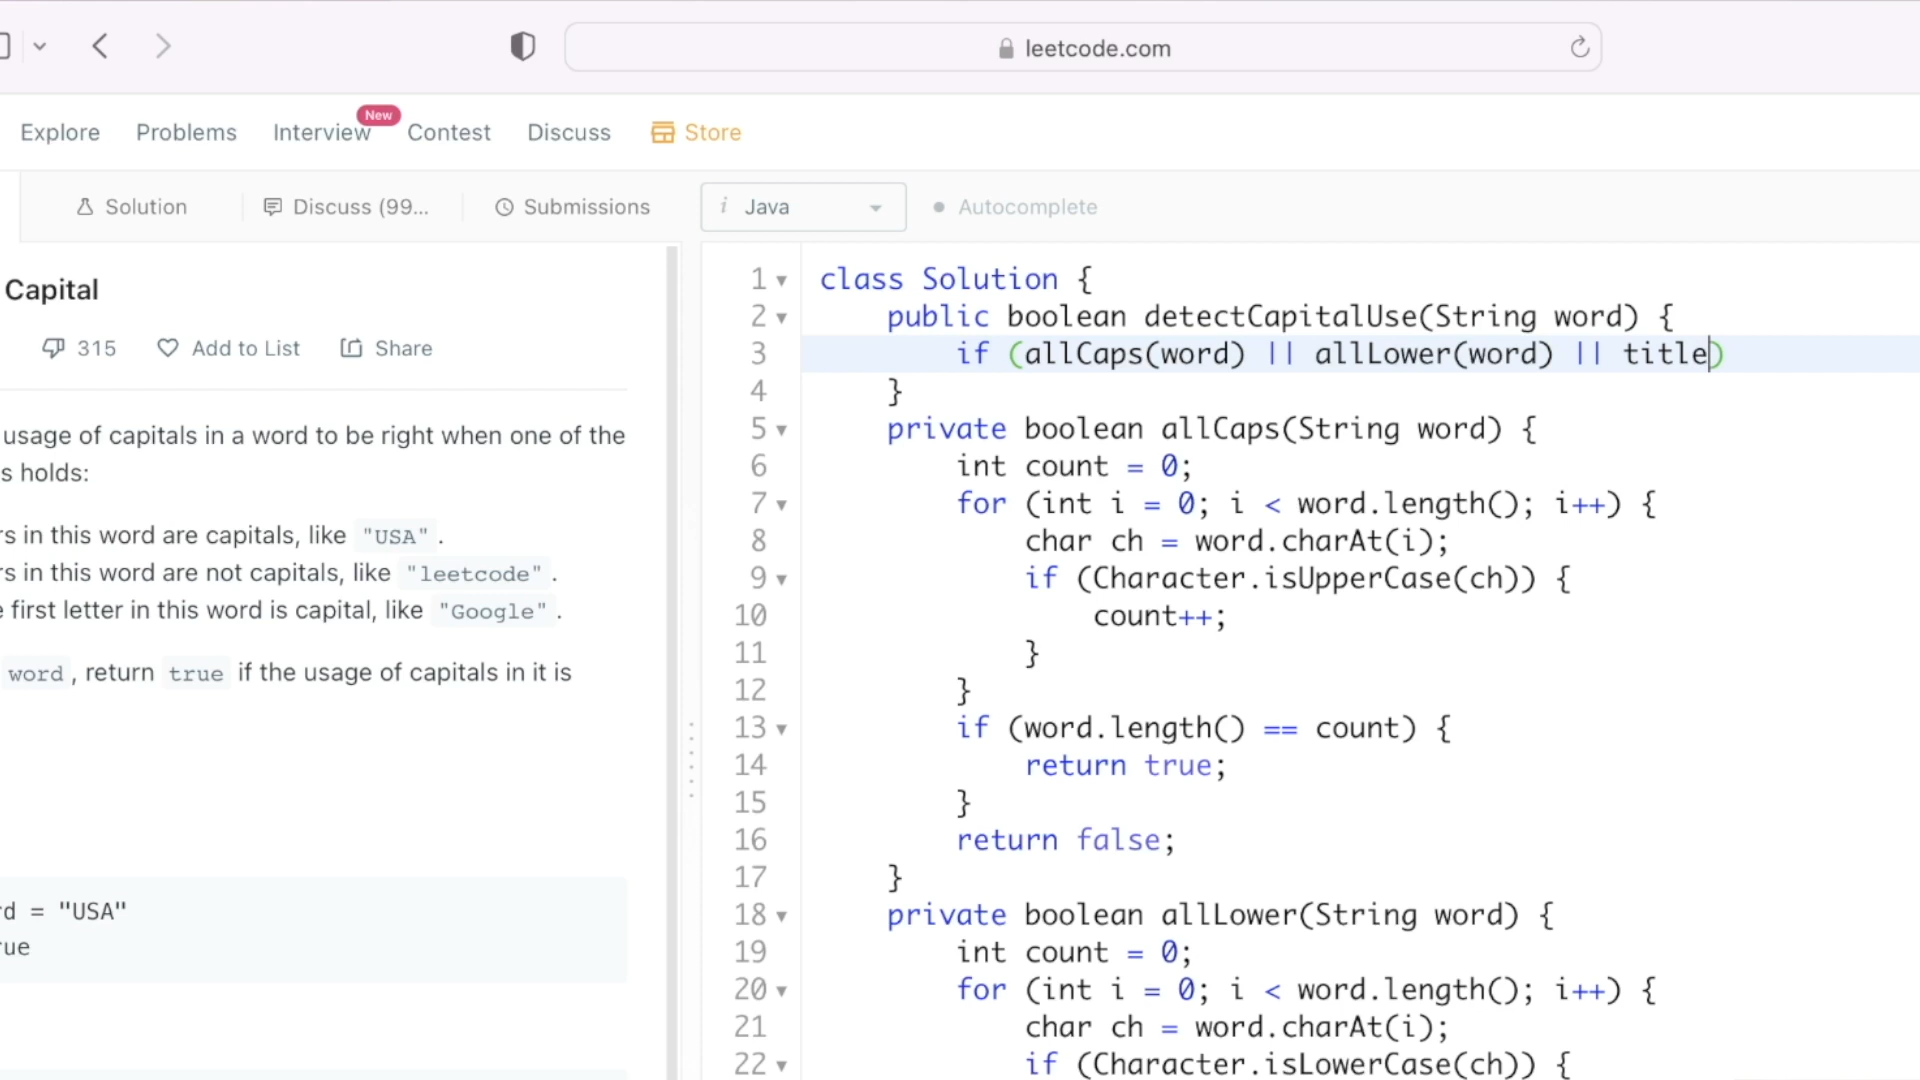 leetcode.com
Explore Problems Interview New Contest Discuss Store
Solution Discuss (99... Submissions i Java Autocomplete
Capital
315 Add to List Share
usage of capitals in a word to be right when one of the
s holds:
rs in this word are capitals, like "USA".
rs in this word are not capitals, like "leetcode".
e first letter in this word is capital, like "Google".
word, return true if the usage of capitals in it is
rd = "USA"
rue
1 class Solution {
2 public boolean detectCapitalUse(String word) {
3 if (allCaps(word) || allLower(word) || title)
4 }
5 private boolean allCaps(String word) {
6 int count = 0;
7 for (int i = 0; i < word.length(); i++) {
8 char ch = word.charAt(i);
9 if (Character.isUpperCase(ch)) {
10 count++;
11 }
12 }
13 if (word.length() == count) {
14 return true;
15 }
16 return false;
17 }
18 private boolean allLower(String word) {
19 int count = 0;
20 for (int i = 0; i < word.length(); i++) {
21 char ch = word.charAt(i);
22 if (Character.isLowerCase(ch)) {